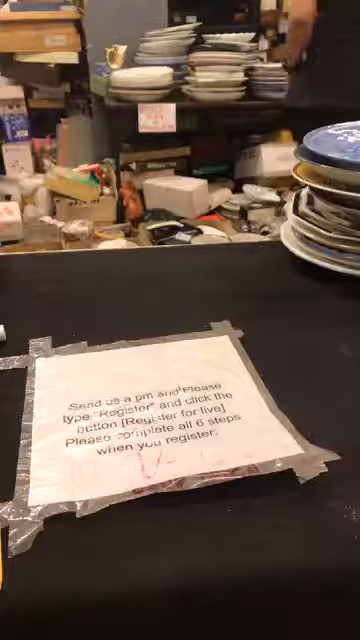 Send us a pm and Please
type "Register" and click the
button [Register for live]
Please complete all 6 steps
when you register.